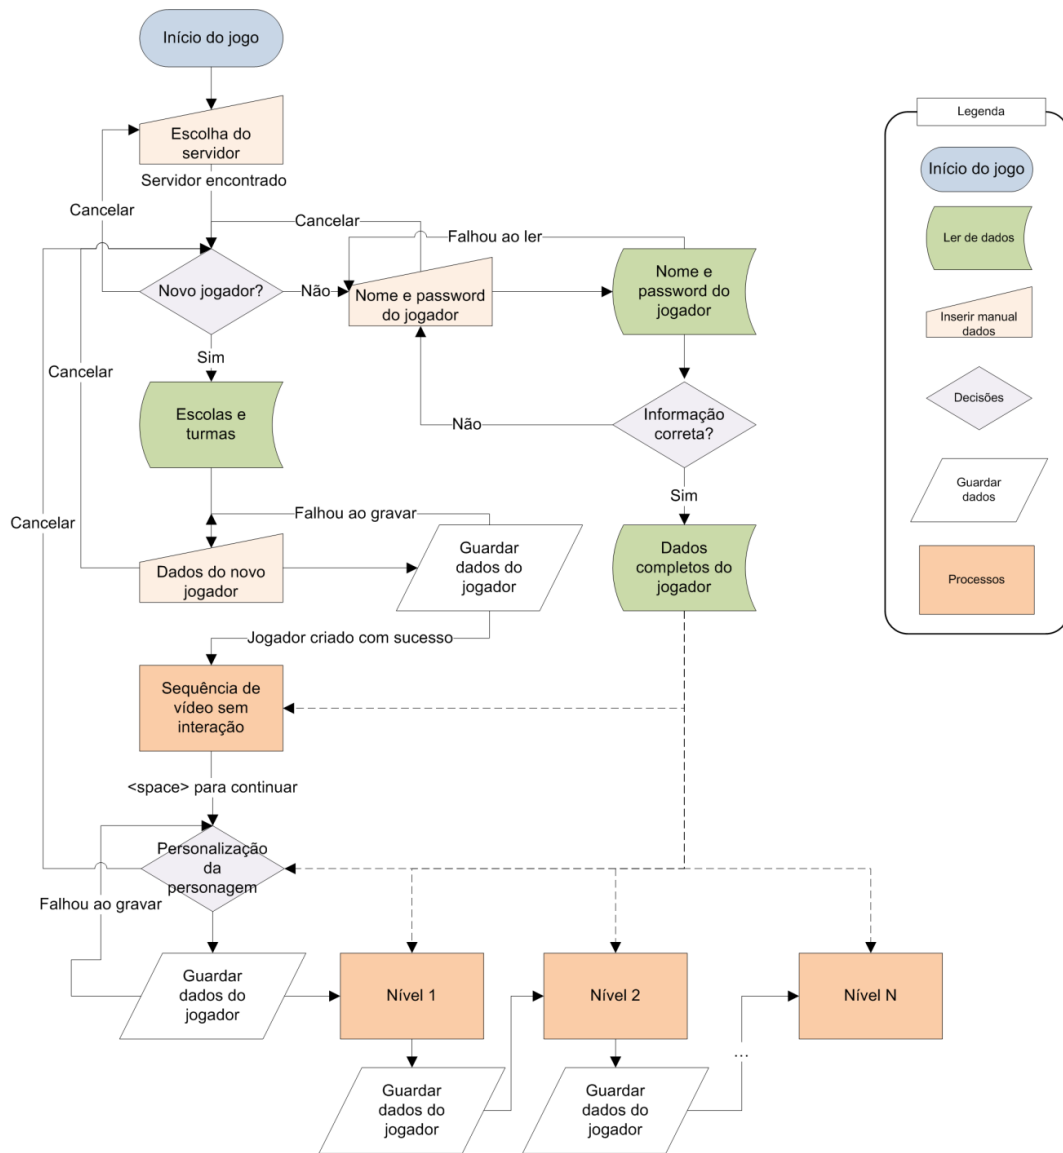 Início do jogo
Legenda
Escolha do
servidor
Início do jogo
Servidor encontrado
Cancelar
Cancelar
Falhou ao ler
Ler de dados
Novo jogador?
Não
Nome e password
do jogador
Nome e
password do
jogador
Inserir manual
dados
Sim
Cancelar
Escolas e
turmas
Não
Informação
correta?
Decisões
Sim
Cancelar
Falhou ao gravar
Guardar
dados
Dados do novo
jogador
Guardar
dados do
jogador
Dados
completos do
jogador
Processos
Jogador criado com sucesso
Sequência de
vídeo sem
interação
<space> para continuar
Personalização
da
personagem
Falhou ao gravar
Guardar
dados do
jogador
Nível 1
Nível 2
Nível N
...
Guardar
dados do
jogador
Guardar
dados do
jogador